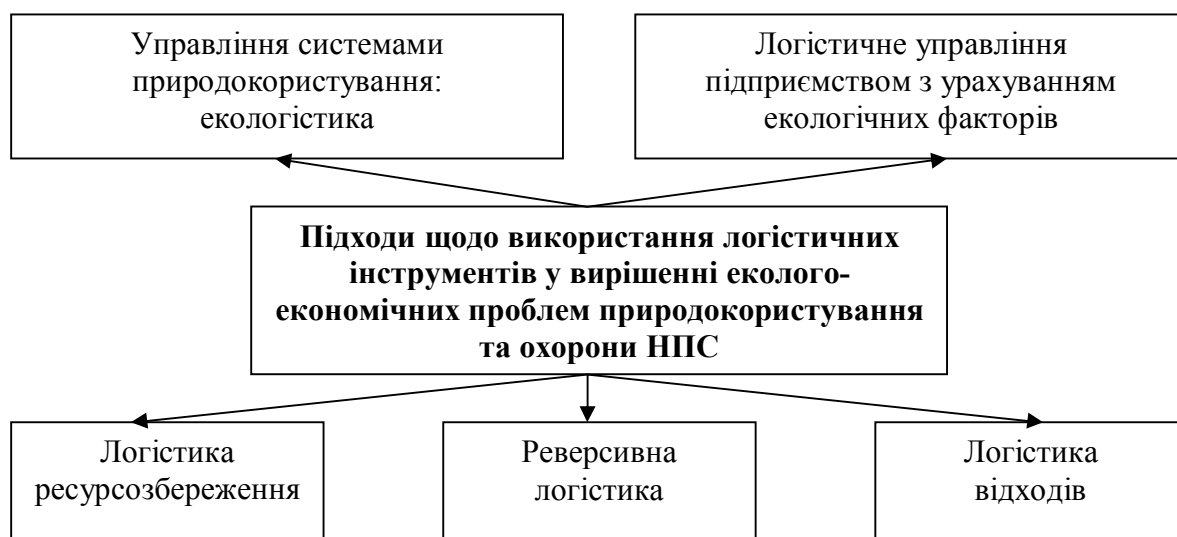 Управління системами
природокористування:
екологістика
Логістичне управління
підприємством з урахуванням
екологічних факторів
Підходи щодо використання логістичних
інструментів у вирішенні еколого-
економічних проблем природокористування
та охорони НПС
Логістика
ресурсозбереження
Реверсивна
логістика
Логістика
відходів